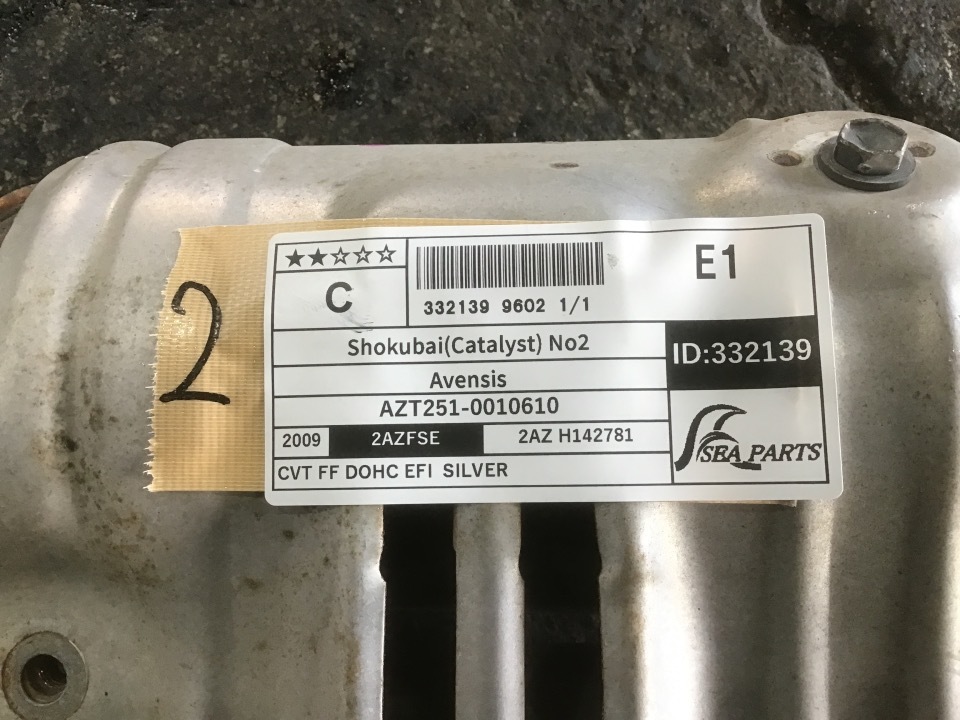 2
★★☆☆☆
C
332139 9602 1/1
E1
Shokubai(Catalyst) No2
ID:332139
Avensis
AZT251-0010610
2009 2AZFSE 2AZ H142781
SEA PARTS
CVT FF DOHC EFI SILVER